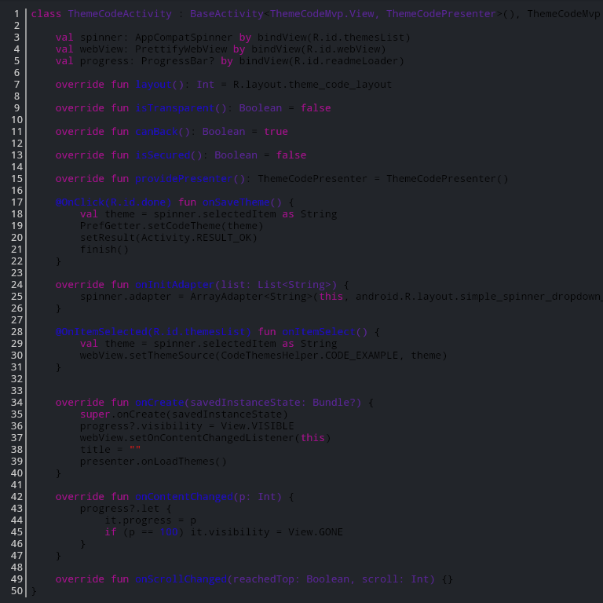 1 class ThemeCodeActivity : BaseActivity<ThemeCodeMvp.View, ThemeCodePresenter>(), ThemeCodeMvp
2
3 val spinner: AppCompatSpinner by bindView(R.id.themesList)
4 val webView: PrettifyWebView by bindView(R.id.webView)
5 val progress: ProgressBar? by bindView(R.id.readmeLoader)
6
7 override fun layout(): Int = R.layout.theme_code_layout
8
9 override fun isTransparent(): Boolean = false
10
11 override fun canBack(): Boolean = true
12
13 override fun isSecured(): Boolean = false
14
15 override fun providePresenter(): ThemeCodePresenter = ThemeCodePresenter()
16
17 @OnClick(R.id.done) fun onSaveTheme() {
18 val theme = spinner.selectedItem as String
19 PrefGetter.setCodeTheme(theme)
20 setResult(Activity.RESULT_OK)
21 finish()
22 }
23
24 override fun onInitAdapter(list: List<String>) {
25 spinner.adapter = ArrayAdapter<String>(this, android.R.layout.simple_spinner_dropdown_
26 }
27
28 @OnItemSelected(R.id.themesList) fun onItemSelect() {
29 val theme = spinner.selectedItem as String
30 webView.setThemeSource(CodeThemesHelper.CODE_EXAMPLE, theme)
31 }
32
33
34 override fun onCreate(savedInstanceState: Bundle?) {
35 super.onCreate(savedInstanceState)
36 progress?.visibility = View.VISIBLE
37 webView.setOnContentChangedListener(this)
38 title = ""
39 presenter.onLoadThemes()
40 }
41
42 override fun onContentChanged(p: Int) {
43 progress?.let {
44 it.progress = p
45 if (p == 100) it.visibility = View.GONE
46 }
47 }
48
49 override fun onScrollChanged(reachedTop: Boolean, scroll: Int) {}
50 }